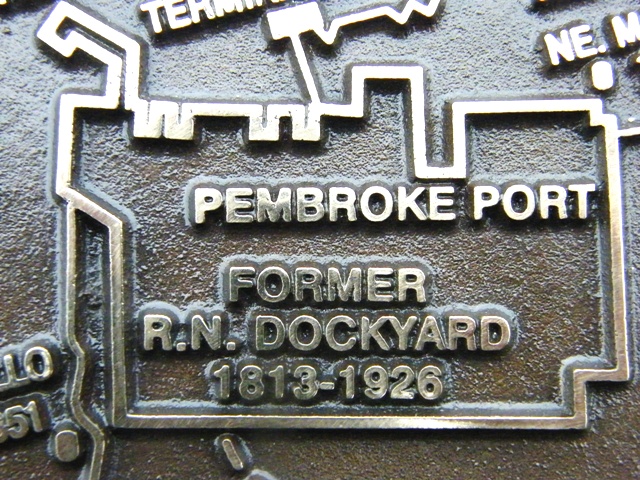 PEMBROKE PORT
FORMER
R.N. DOCKYARD
1813-1926